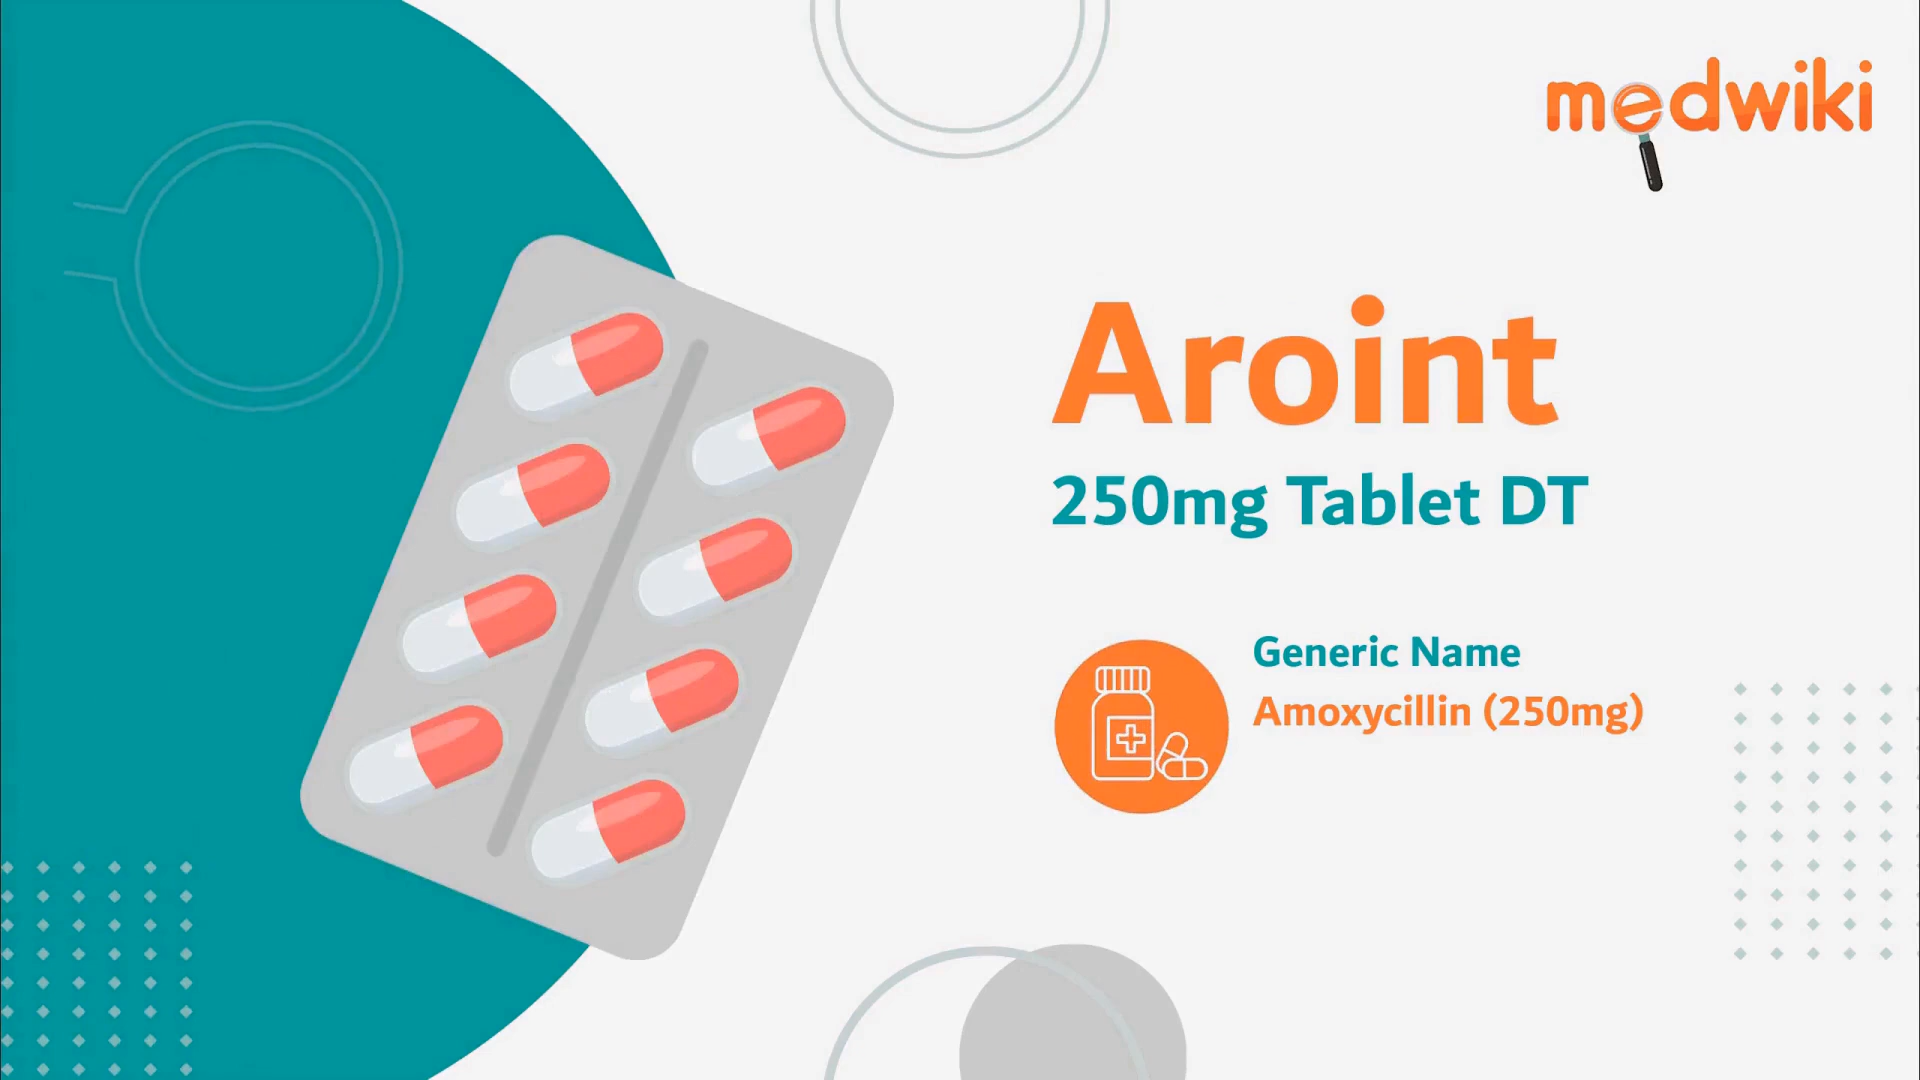 medwiki
Aroint
250mg Tablet DT
Generic Name
Amoxycillin (250mg)